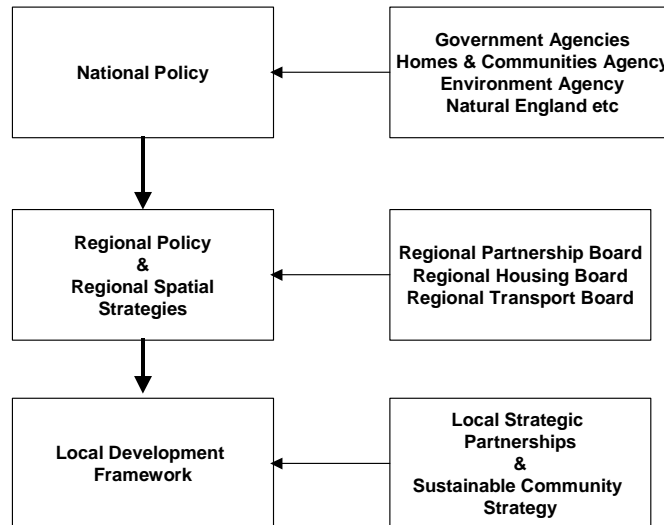 National Policy
Government Agencies
Homes & Communities Agency
Environment Agency
Natural England etc
Regional Policy
&
Regional Spatial
Strategies
Regional Partnership Board
Regional Housing Board
Regional Transport Board
Local Development
Framework
Local Strategic
Partnerships
&
Sustainable Community
Strategy